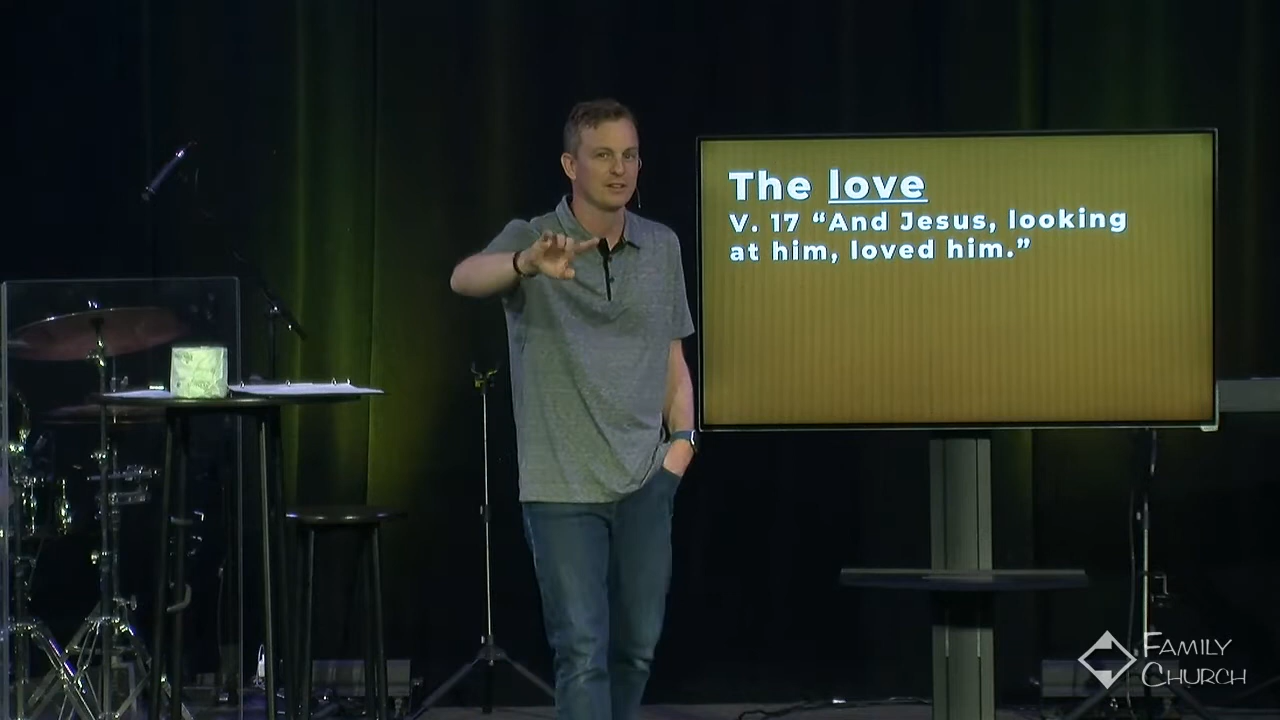 The love
V. 17 “And Jesus, looking
at him, loved him.”
FAMILY
CHURCH